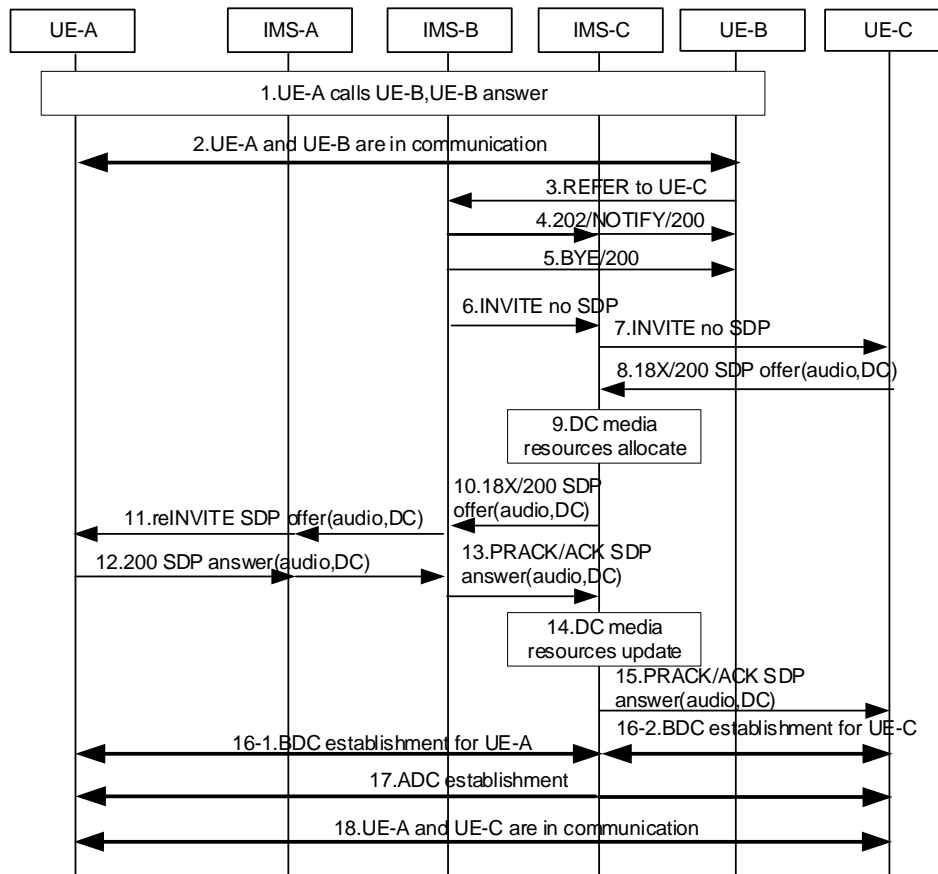 UE-A IMS-A IMS-B IMS-C UE-B UE-C
1.UE-A calls UE-B,UE-B answer
2.UE-A and UE-B are in communication
3.REFER to UE-C
4.202/NOTIFY/200
5.BYE/200
6.INVITE no SDP
7.INVITE no SDP
8.18X/200 SDP offer(audio,DC)
9.DC media
resources allocate
10.18X/200 SDP
offer(audio,DC)
11.reINVITE SDP offer(audio,DC)
12.200 SDP answer(audio,DC)
13.PRACK/ACK SDP
answer(audio,DC)
14.DC media
resources update
15.PRACK/ACK SDP
answer(audio,DC)
16-1.BDC establishment for UE-A
16-2.BDC establishment for UE-C
17.ADC establishment
18.UE-A and UE-C are in communication